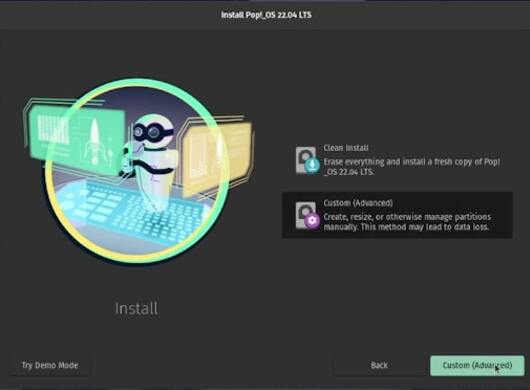 Install Pop!_OS 22.04 LTS
Clean Install
Erase everything and install a fresh copy of Pop!
_OS 22.04 LTS.
Custom (Advanced)
Create, resize, or otherwise manage partitions
manually. This method may lead to data loss.
Install
Try Demo Mode
Back
Custom (Advanced)